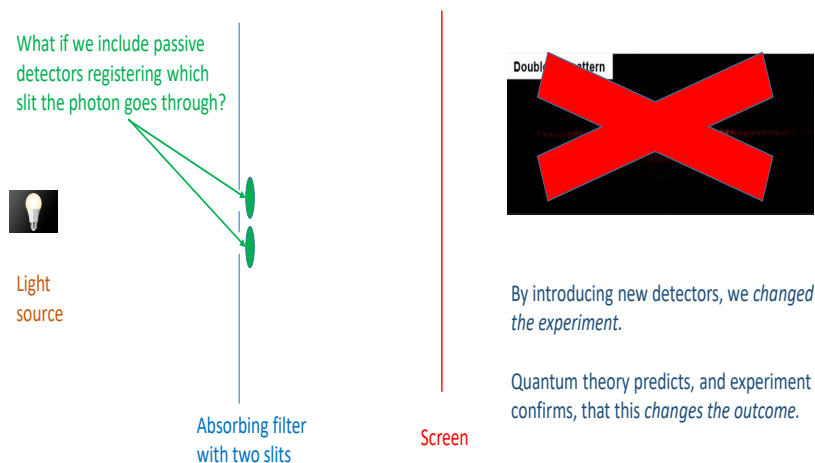 What if we include passive
detectors registering which
slit the photon goes through?
Light
source
Absorbing filter
with two slits
Screen
Double ttern
By introducing new detectors, we changed
the experiment.
Quantum theory predicts, and experiment
confirms, that this changes the outcome.